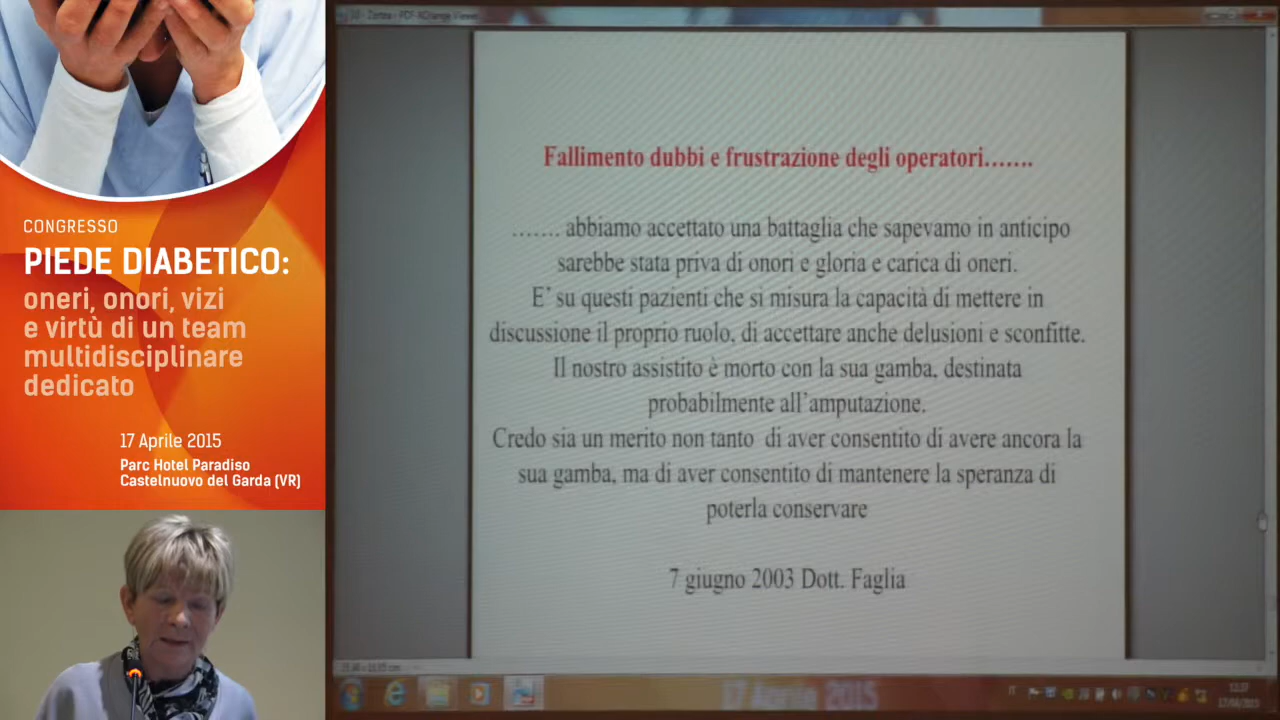 CONGRESSO
PIEDE DIABETICO:
oneri, onori, vizi
e virtù di un team
multidisciplinare
dedicato
17 Aprile 2015
Parc Hotel Paradiso
Castelnuovo del Garda (VR)
Fallimento dubbi e frustrazione degli operatori…….
……. abbiamo accettato una battaglia che sapevamo in anticipo
sarebbe stata priva di onori e gloria e carica di oneri.
E’ su questi pazienti che si misura la capacità di mettere in
discussione il proprio ruolo, di accettare anche delusioni e sconfitte.
Il nostro assistito è morto con la sua gamba, destinata
probabilmente all’amputazione.
Credo sia un merito non tanto di aver consentito di avere ancora la
sua gamba, ma di aver consentito di mantenere la speranza di
poterla conservare
7 giugno 2003 Dott. Faglia
IT
17 Aprile 2015